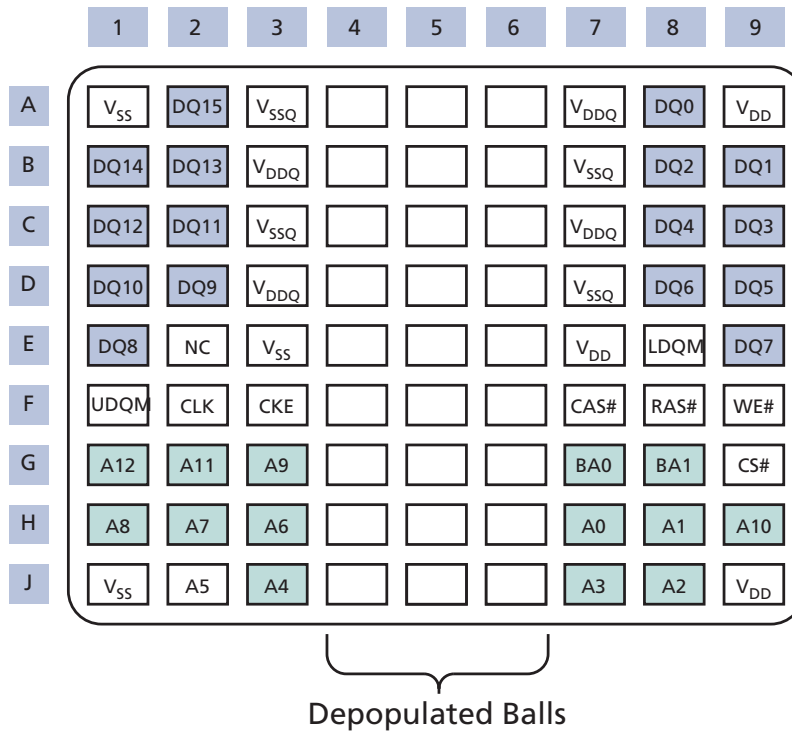 1 2 3 4 5 6 7 8 9
A VSS DQ15 VSSQ VDDQ DQ0 VDD
B DQ14 DQ13 VDDQ VSSQ DQ2 DQ1
C DQ12 DQ11 VSSQ VDDQ DQ4 DQ3
D DQ10 DQ9 VDDQ VSSQ DQ6 DQ5
E DQ8 NC VSS VDD LDQM DQ7
F UDQM CLK CKE CAS# RAS# WE#
G A12 A11 A9 BA0 BA1 CS#
H A8 A7 A6 A0 A1 A10
J VSS A5 A4 A3 A2 VDD
Depopulated Balls